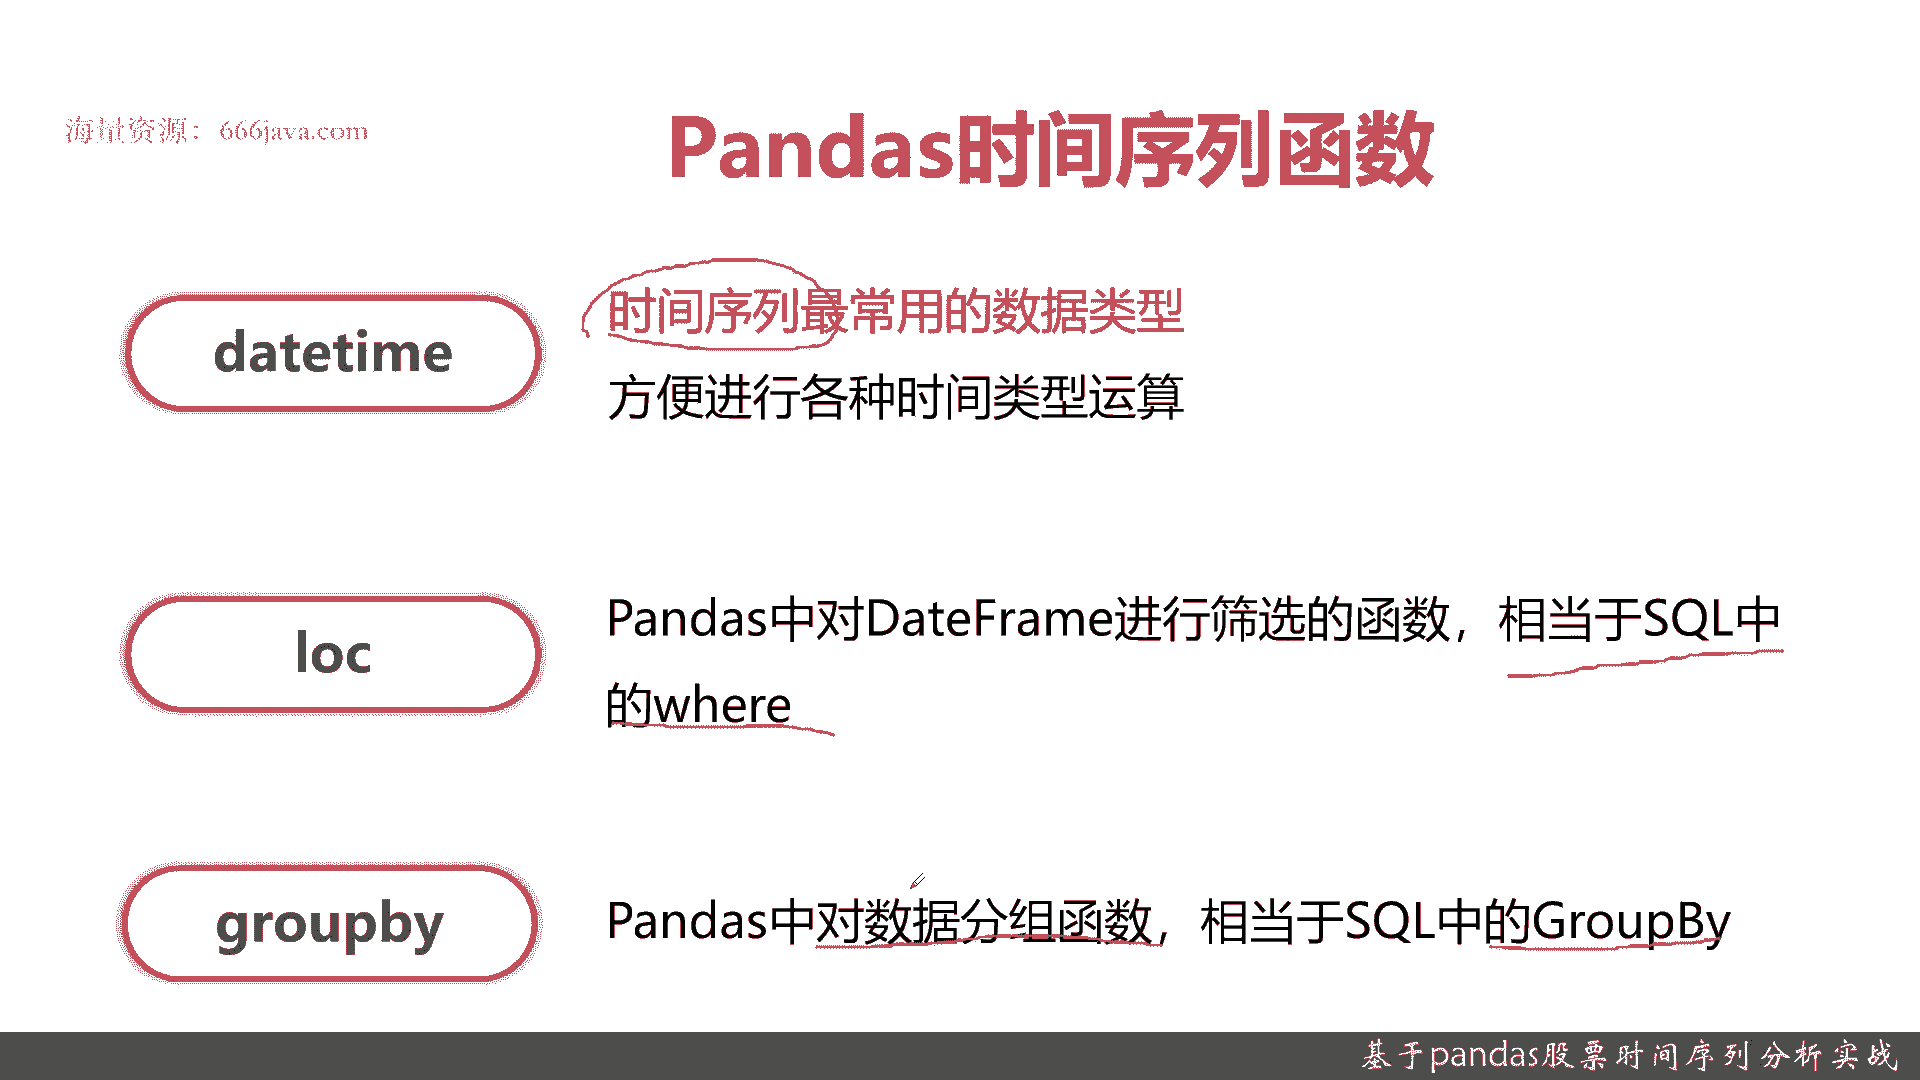 海量资源：666java.com
Pandas时间序列函数
datetime
时间序列最常用的数据类型
方便进行各种时间类型运算
loc
Pandas中对DateFrame进行筛选的函数，相当于SQL中
的where
groupby
Pandas中对数据分组函数，相当于SQL中的GroupBy
基于pandas股票时间序列分析实战